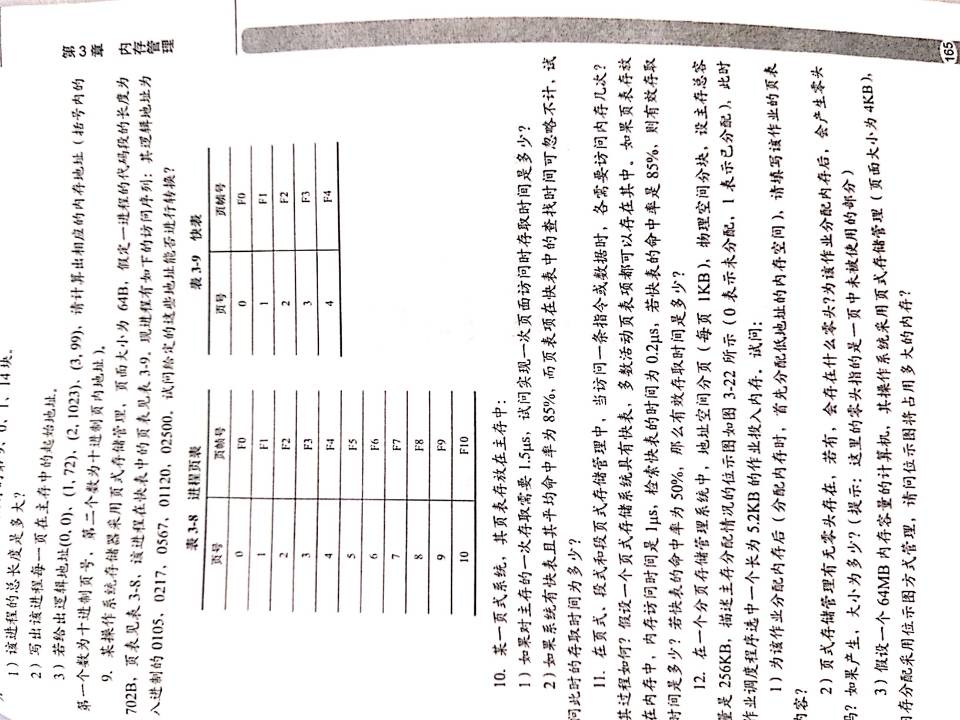 1）该进程的总长度是多大？
2）写出该进程每一页在主存中的起始地址。
3）若给出逻辑地址(0, 0)、(1, 72)、(2, 1023)、(3, 99)，请计算出相应的内存地址（括号内的
第一个数为十进制页号，第二个数为十进制页内地址）。
9. 某操作系统存储器采用页式存储管理，页面大小为 64B，假定一进程的代码段的长度为
702B，页表见表 3-8，该进程在快表中的页表见表 3-9。现进程有如下的访问序列：其逻辑地址为
八进制的 0105、0217、0567、01120、02500，试问给定的这些地址能否进行转换？
表 3-8 进程页表
页号 页帧号
0 F0
1 F1
2 F2
3 F3
4 F4
5 F5
6 F6
7 F7
8 F8
9 F9
10 F10
表 3-9 快表
页号 页帧号
0 F0
1 F1
2 F2
3 F3
4 F4
10. 某一页式系统，其页表存放在主存中：
1）如果对主存的一次存取需要 1.5μs，试问实现一次页面访问时存取时间是多少？
2）如果系统有快表且其平均命中率为 85%，而页表项在快表中的查找时间可忽略不计，试
问此时的存取时间为多少？
11. 在页式、段式和段页式存储管理中，当访问一条指令或数据时，各需要访问内存几次？
其过程如何？假设一个页式存储系统具有快表，多数活动页表项都可以存在其中。如果页表存放
在内存中，内存访问时间是 1μs，检索快表的时间为 0.2μs，若快表的命中率是 85%，则有效存取
时间是多少？若快表的命中率为 50%，那么有效存取时间是多少？
12. 在一个分页存储管理系统中，地址空间分页（每页 1KB），物理空间分块，设主存总容
量是 256KB，描述主存分配情况的位示图如图 3-22 所示（0 表示未分配，1 表示已分配），此时
作业调度程序选中一个长为 5.2KB 的作业投入内存。试问：
1）为该作业分配内存后（分配内存时，首先分配低地址的内存空间），请填写该作业的页表
内容？
2）页式存储管理有无零头存在，若有，会存在什么零头?为该作业分配内存后，会产生零头
吗？如果产生，大小为多少？（提示：这里的零头指的是一页中未被使用的部分）
3）假设一个 64MB 内存容量的计算机，其操作系统采用页式存储管理（页面大小为 4KB），
内存分配采用位示图方式管理，请问位示图将占用多大的内存？
第
3
章
内
存
管
理
165